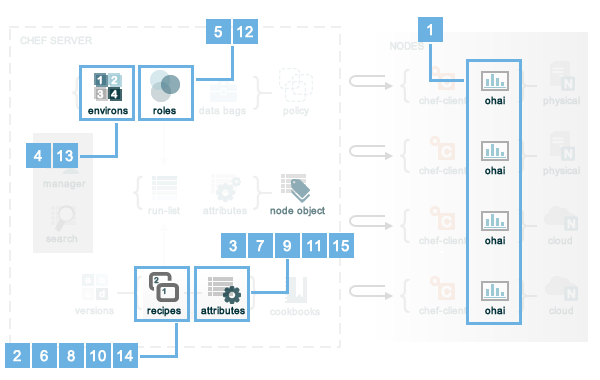 5 12
1
CHEF SERVER
NODES
1 2
3 4
environs
roles
data bags
policy
chef-client
ohai
physical
N
C
4 13
manager
search
chef-client
ohai
physical
N
C
run-list
attributes
node object
chef-client
ohai
cloud
N
C
3 7 9 11 15
2
1
versions
recipes
attributes
cookbooks
chef-client
ohai
cloud
N
C
2 6 8 10 14